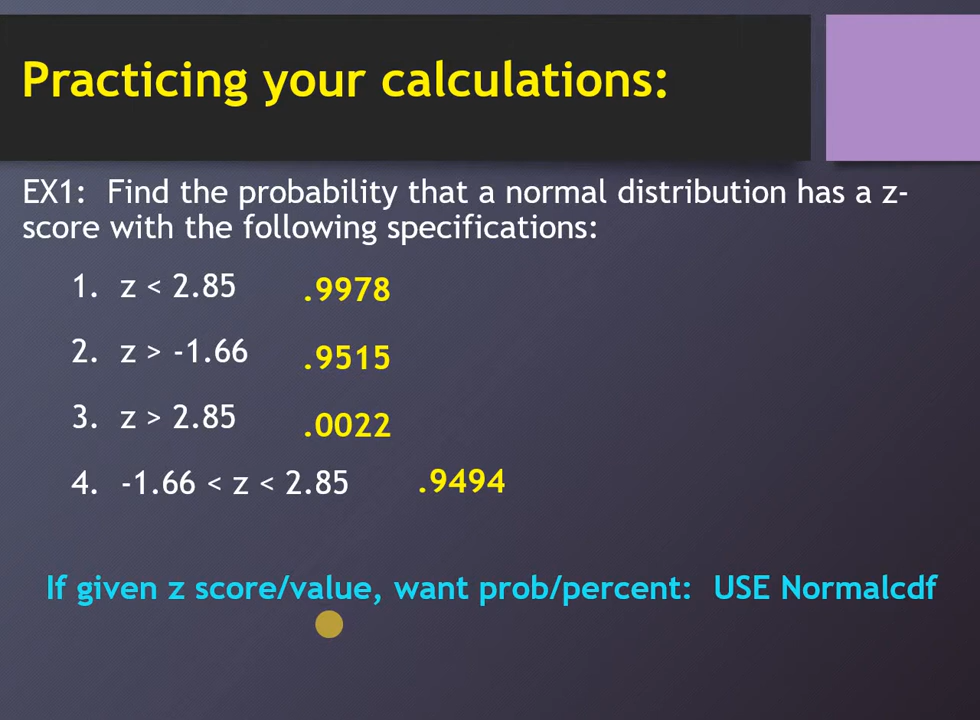 Practicing your calculations:
EX1: Find the probability that a normal distribution has a z-
score with the following specifications:
1. z < 2.85 .9978
2. z > -1.66 .9515
3. z > 2.85 .0022
4. -1.66 < z < 2.85 .9494
If given z score/value, want prob/percent: USE Normalcdf